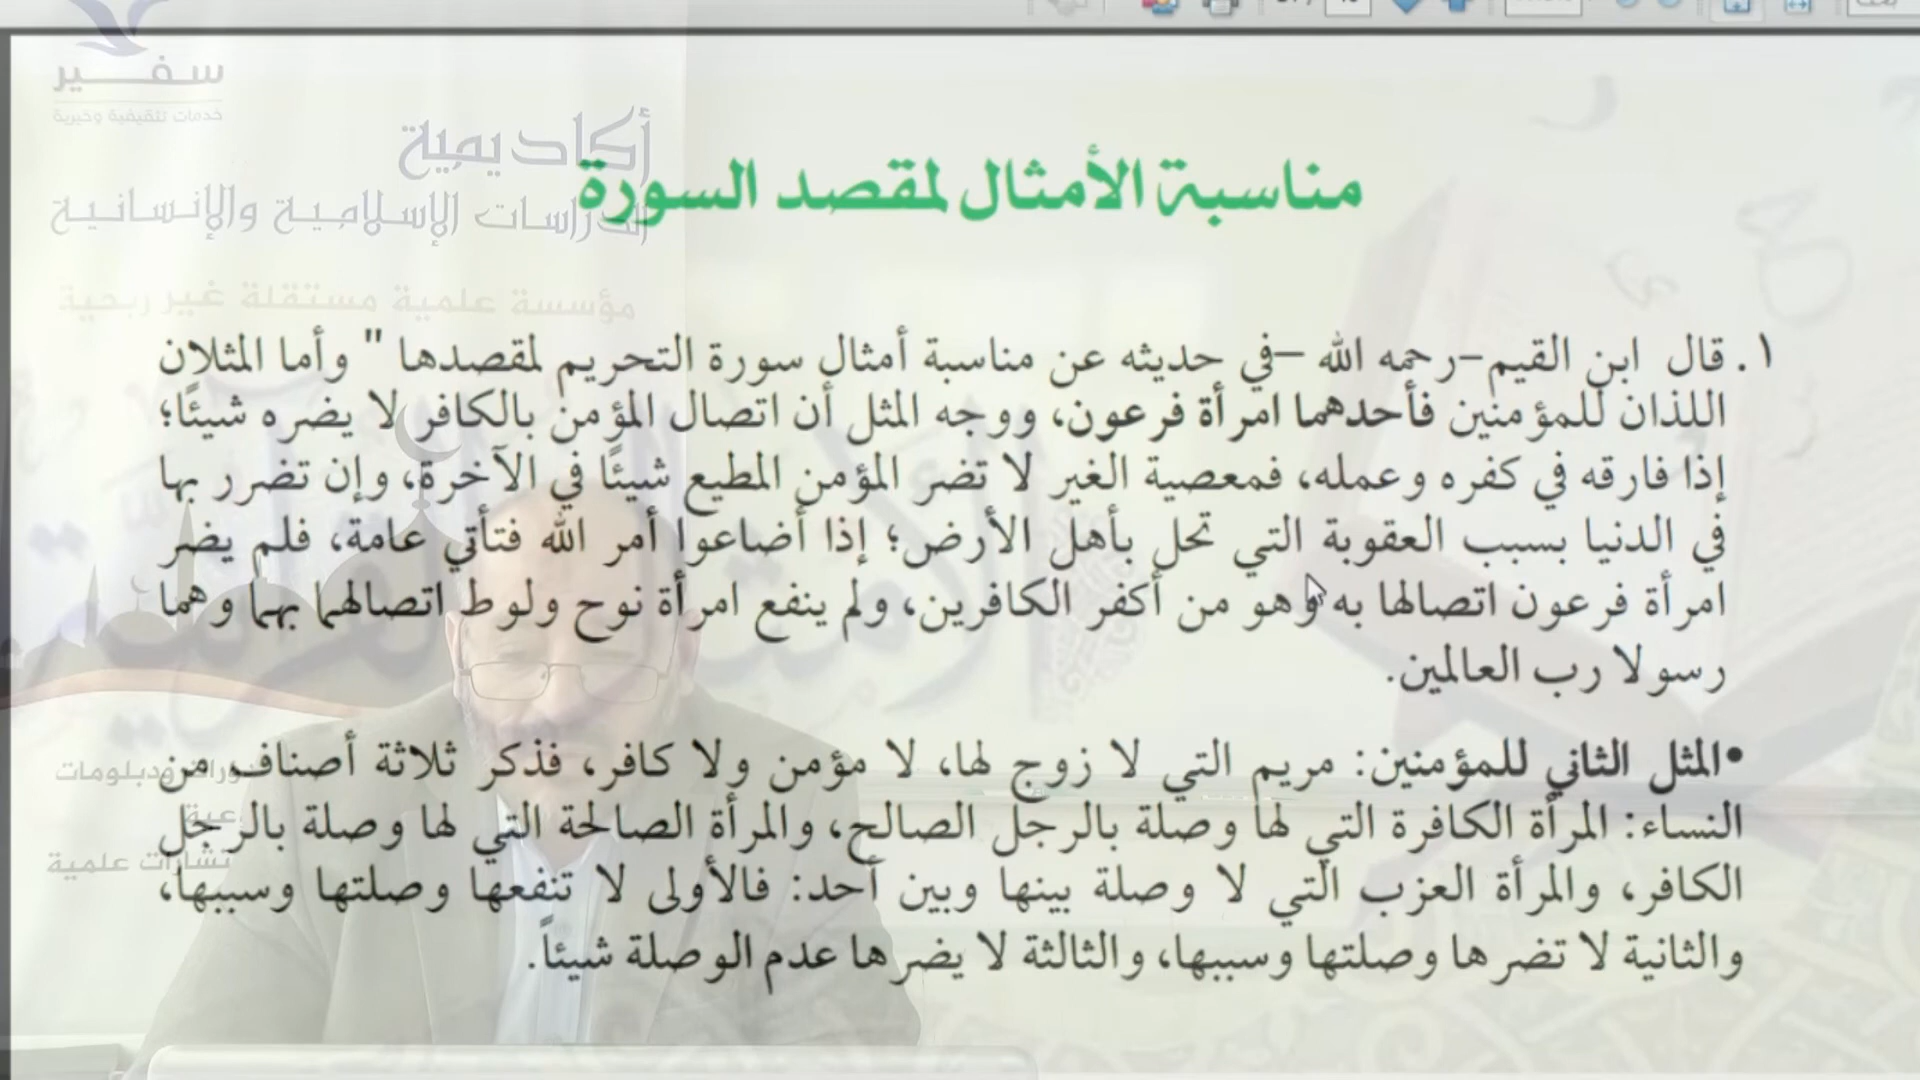 سفير
خدمات تثقيفية وخيرية
أكاديمية
الدراسات الإسلامية والإنسانية
مؤسسة علمية مستقلة غير ربحية
مناسبة الأمثال لمقصد السورة
١. قال ابن القيم-رحمه الله -في حديثه عن مناسبة أمثال سورة التحريم لمقصدها " وأما المثلان
اللذان للمؤمنين فأحدهما امرأة فرعون، ووجه المثل أن اتصال المؤمن بالكافر لا يضره شيئًا؛
إذا فارقه في كفره وعمله، فمعصية الغير لا تضر المؤمن المطيع شيئًا في الآخرة، وإن تضرر بها
في الدنيا بسبب العقوبة التي تحل بأهل الأرض؛ إذا أضاعوا أمر الله فتأتي عامة، فلم يضر
امرأة فرعون اتصالها به وهو من أكفر الكافرين، ولم ينفع امرأة نوح ولوط اتصالهما بهما وهما
رسولا رب العالمين.
•المثل الثاني للمؤمنين: مريم التي لا زوج لها، لا مؤمن ولا كافر، فذكر ثلاثة أصناف من
النساء: المرأة الكافرة التي لها وصلة بالرجل الصالح، والمرأة الصالحة التي لها وصلة بالرجل
الكافر، والمرأة العزب التي لا وصلة بينها وبين أحد: فالأولى لا تنفعها وصلتها وسببها،
والثانية لا تضرها وصلتها وسببها، والثالثة لا يضرها عدم الوصلة شيئاً.
ودبلومات
علمية